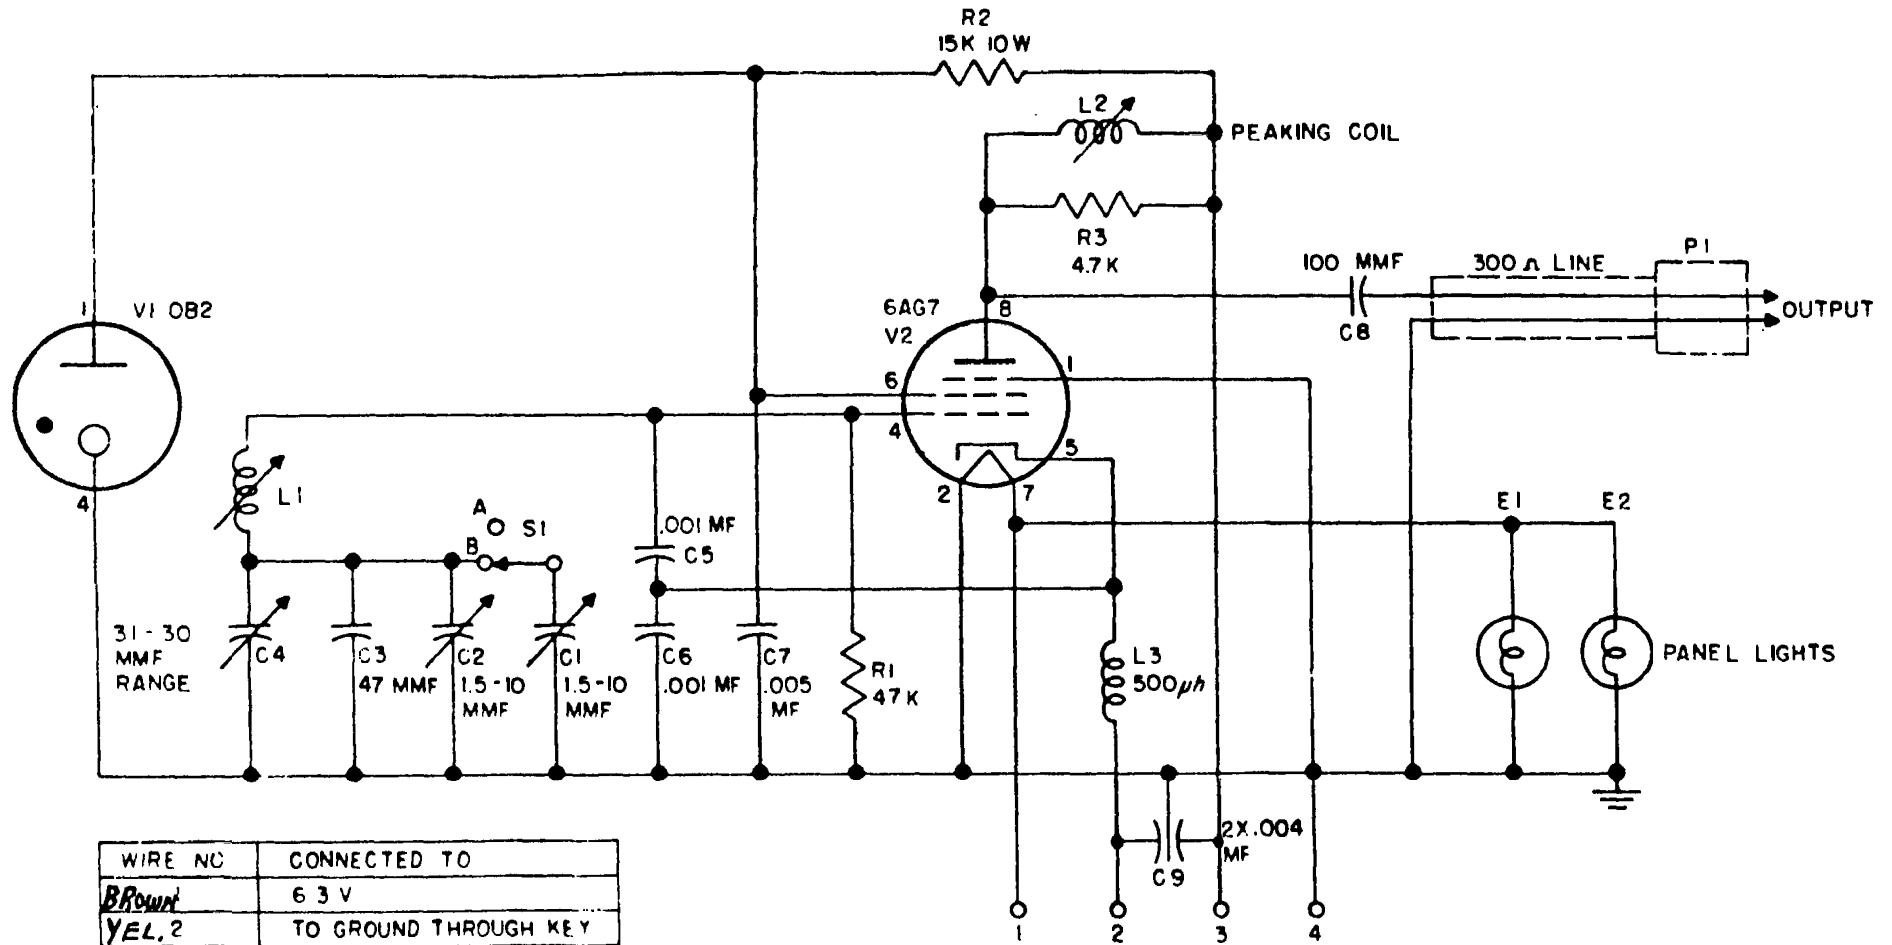 R2
15K 10W
L2
PEAKING COIL
R3
4.7K
100 MMF
C8
300 Ω LINE
P1
OUTPUT
1
V1 OB2
4
6AG7
V2
8
6
1
4
5
2
7
L1
A
B
S1
.001 MF
C5
E1
E2
31-30
MMF
RANGE
C4
C3
47 MMF
C2
1.5-10
MMF
C1
1.5-10
MMF
C6
.001 MF
C7
.005
MF
R1
47K
L3
500μh
PANEL LIGHTS
2X.004
MF
C9
1
2
3
4
WIRE NO CONNECTED TO
BROWN 6 3 V
YEL. 2 TO GROUND THROUGH KEY